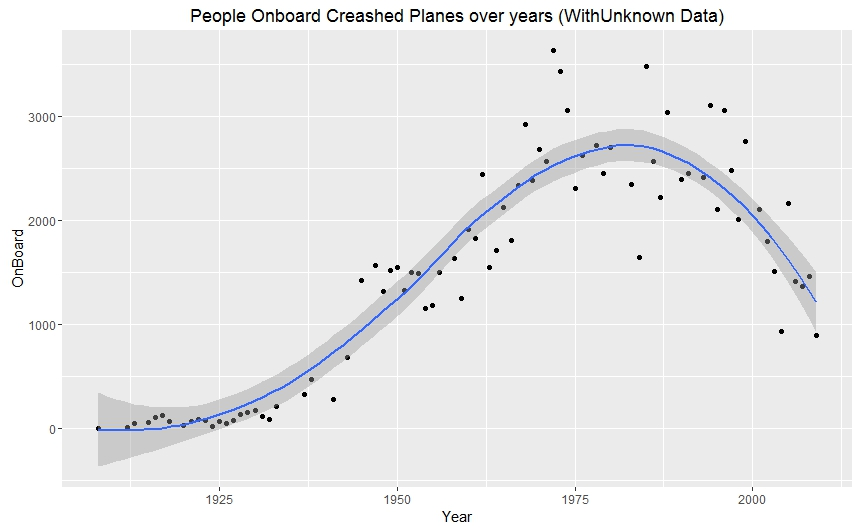 People Onboard Creashed Planes over years (WithUnknown Data)
3000
2000
1000
0
OnBoard
1925 1950 1975 2000
Year